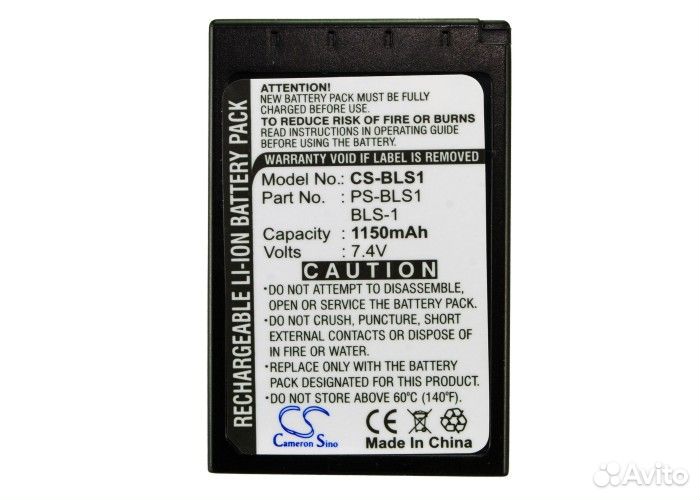 RECHARGEABLE LI-ION BATTERY PACK
ATTENTION!
NEW BATTERY PACK MUST BE FULLY
CHARGED BEFORE USE.
TO REDUCE RISK OF FIRE OR BURNS
READ INSTRUCTIONS IN OPERATING GUIDE
BEFORE USING THIS BATTERY.
WARRANTY VOID IF LABEL IS REMOVED
Model No.: CS-BLS1
Part No. : PS-BLS1
BLS-1
Capacity : 1150mAh
Volts : 7.4V
CAUTION
*DO NOT ATTEMPT TO DISASSEMBLE,
OPEN OR SERVICE THE BATTERY PACK.
*DO NOT CRUSH, PUNCTURE, SHORT
EXTERNAL CONTACTS OR DISPOSE OF
IN FIRE OR WATER.
*REPLACE ONLY WITH THE BATTERY
PACK DESIGNED FOR THIS PRODUCT.
*DO NOT STORE ABOVE 60°C (140°F).
CS
Cameron Sino
CE
Made In China
Avito